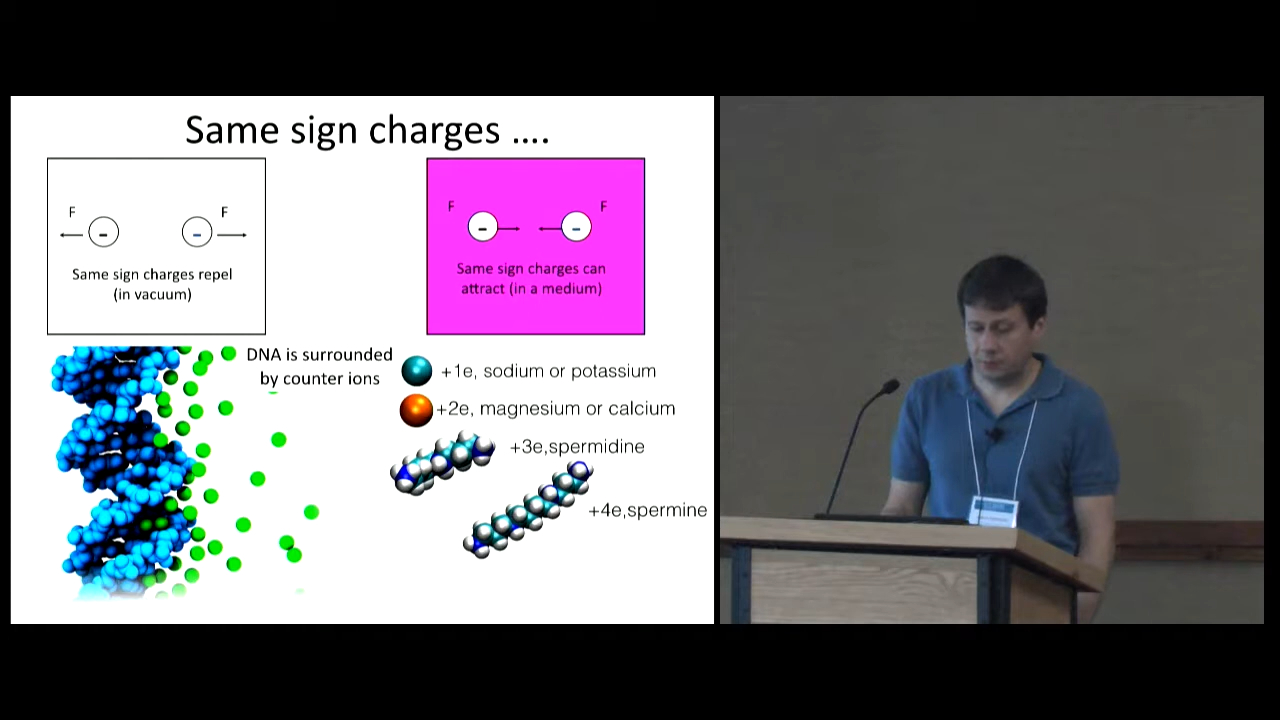 Same sign charges ....
F
F
-
-
Same sign charges repel
(in vacuum)
F
F
-
-
Same sign charges can
attract (in a medium)
DNA is surrounded
by counter ions
+1e, sodium or potassium
+2e, magnesium or calcium
+3e,spermidine
+4e,spermine